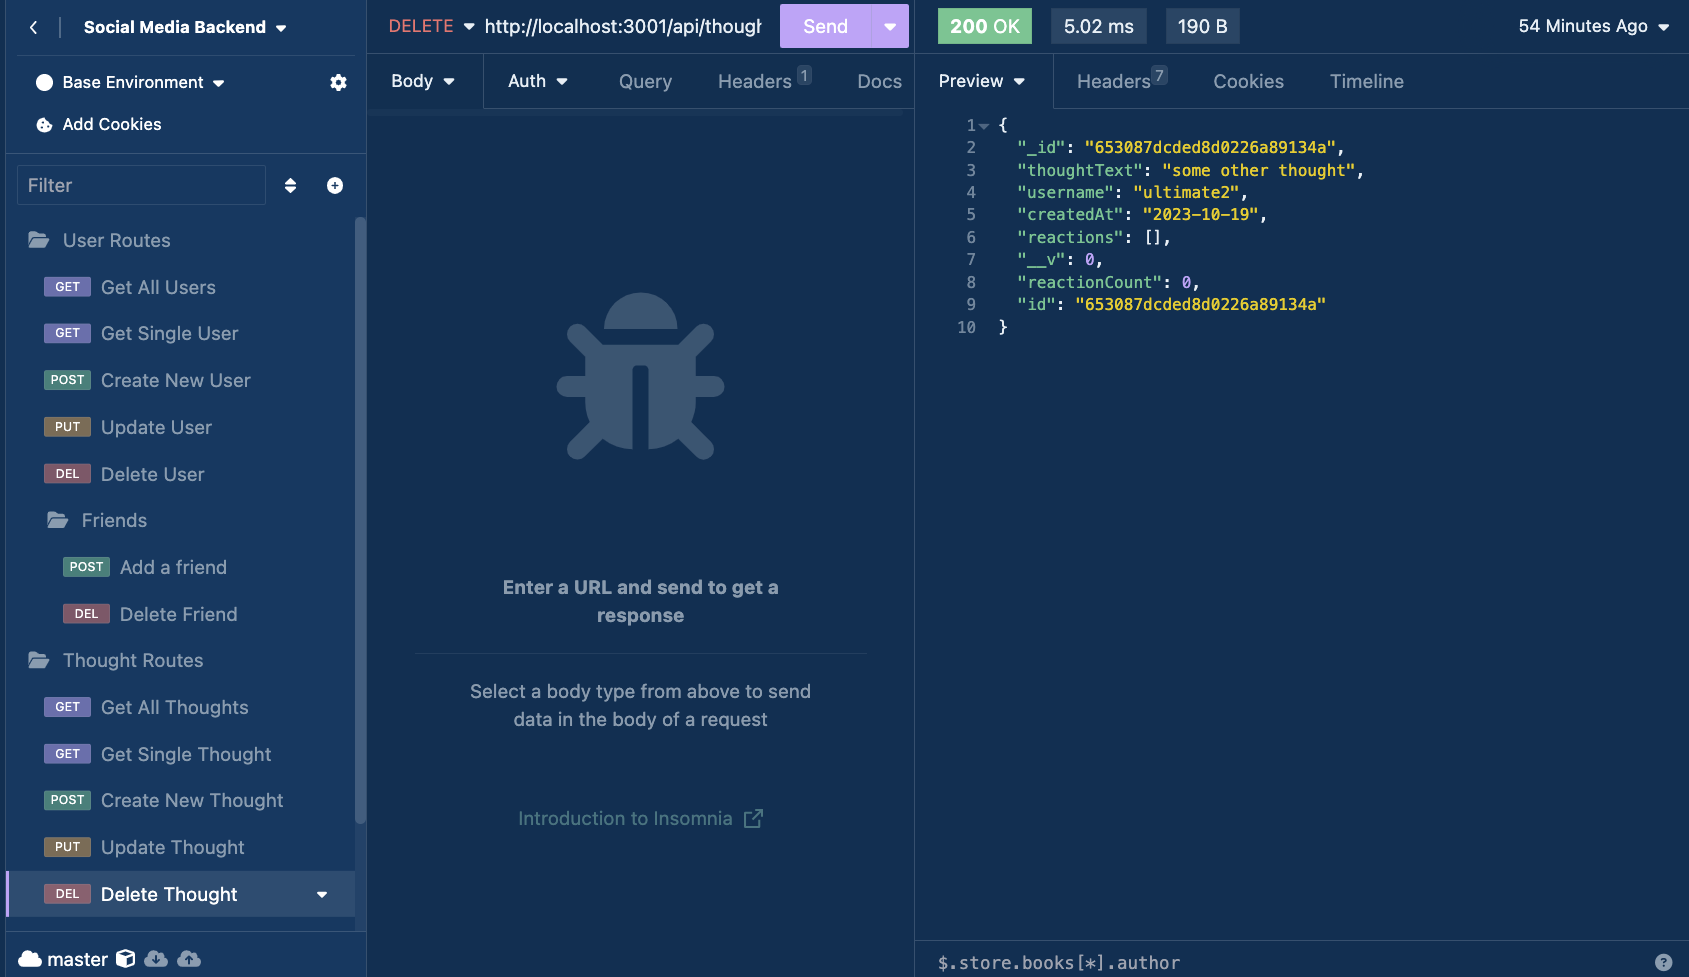 Social Media Backend
Base Environment
Add Cookies
Filter
User Routes
GET Get All Users
GET Get Single User
POST Create New User
PUT Update User
DEL Delete User
Friends
POST Add a friend
DEL Delete Friend
Thought Routes
GET Get All Thoughts
GET Get Single Thought
POST Create New Thought
PUT Update Thought
DEL Delete Thought
master
DELETE http://localhost:3001/api/though Send
Body Auth Query Headers 1 Docs
Enter a URL and send to get a
response
Select a body type from above to send
data in the body of a request
Introduction to Insomnia
200 OK 5.02 ms 190 B 54 Minutes Ago
Preview Headers 7 Cookies Timeline
1 {
2 "_id": "653087dcded8d0226a89134a",
3 "thoughtText": "some other thought",
4 "username": "ultimate2",
5 "createdAt": "2023-10-19",
6 "reactions": [],
7 "__v": 0,
8 "reactionCount": 0,
9 "id": "653087dcded8d0226a89134a"
10 }
$.store.books[*].author ?